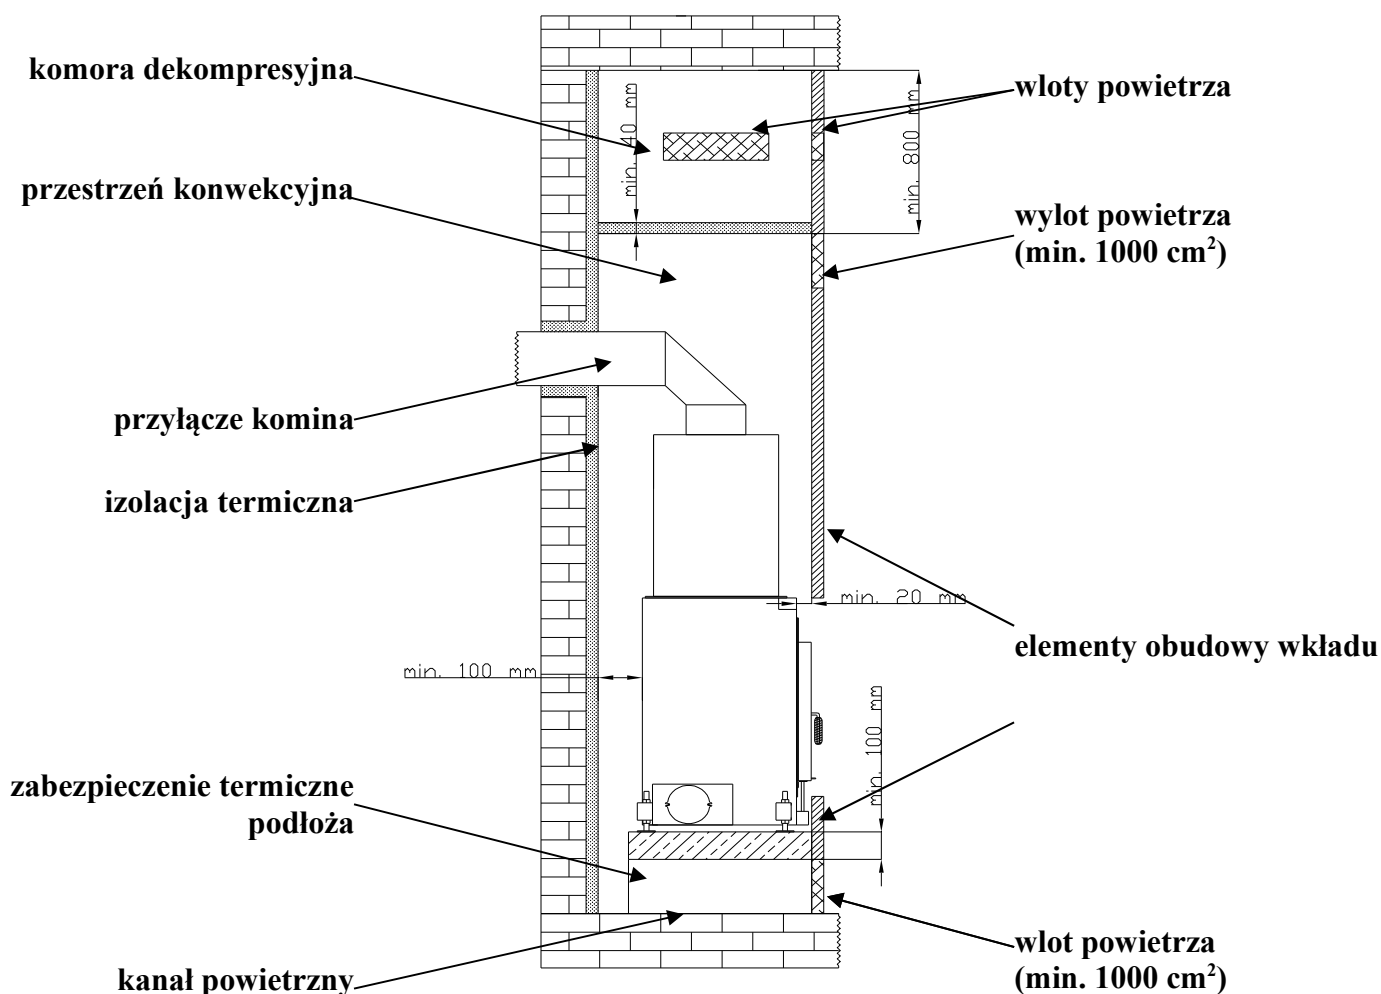 komora dekompresyjna
przestrzeń konwekcyjna
przyłącze komina
izolacja termiczna
zabezpieczenie termiczne
podłoża
kanał powietrzny
min. 40 mm
min. 800 mm
min. 20 mm
min. 100 mm
min. 100 mm
wloty powietrza
wylot powietrza
(min. 1000 cm²)
elementy obudowy wkładu
wlot powietrza
(min. 1000 cm²)